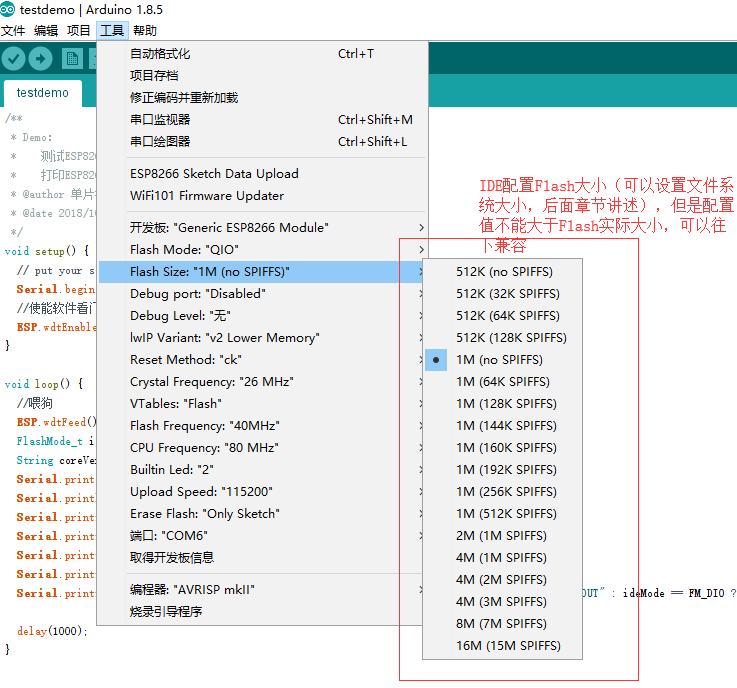 testdemo | Arduino 1.8.5
文件 编辑 项目 工具 帮助
自动格式化 Ctrl+T
项目存档
修正编码并重新加载
串口监视器 Ctrl+Shift+M
串口绘图器 Ctrl+Shift+L
ESP8266 Sketch Data Upload
WiFi101 Firmware Updater
开发板: "Generic ESP8266 Module"
Flash Mode: "QIO"
Flash Size: "1M (no SPIFFS)"
Debug port: "Disabled"
Debug Level: "无"
lwIP Variant: "v2 Lower Memory"
Reset Method: "ck"
Crystal Frequency: "26 MHz"
VTables: "Flash"
Flash Frequency: "40MHz"
CPU Frequency: "80 MHz"
Builtin Led: "2"
Upload Speed: "115200"
Erase Flash: "Only Sketch"
端口: "COM6"
取得开发板信息
编程器: "AVRISP mkII"
烧录引导程序
testdemo
/**
* Demo:
* 测试ESP82
* 打印ESP82
* @author 单片
* @date 2018/1
*/
void setup() {
// put your s
Serial.begin
//使能软件看门
ESP.wdtEnable
}
void loop() {
//喂狗
ESP.wdtFeed()
FlashMode_t i
String coreVe
Serial.print
Serial.print
Serial.print
Serial.print
Serial.print
Serial.print
Serial.print
OUT" : ideMode == FM_DIO ?
delay(1000);
}
IDE配置Flash大小（可以设置文件系
统大小，后面章节讲述），但是配置
值不能大于Flash实际大小，可以往
下兼容
512K (no SPIFFS)
512K (32K SPIFFS)
512K (64K SPIFFS)
512K (128K SPIFFS)
1M (no SPIFFS)
1M (64K SPIFFS)
1M (128K SPIFFS)
1M (144K SPIFFS)
1M (160K SPIFFS)
1M (192K SPIFFS)
1M (256K SPIFFS)
1M (512K SPIFFS)
2M (1M SPIFFS)
4M (1M SPIFFS)
4M (2M SPIFFS)
4M (3M SPIFFS)
8M (7M SPIFFS)
16M (15M SPIFFS)